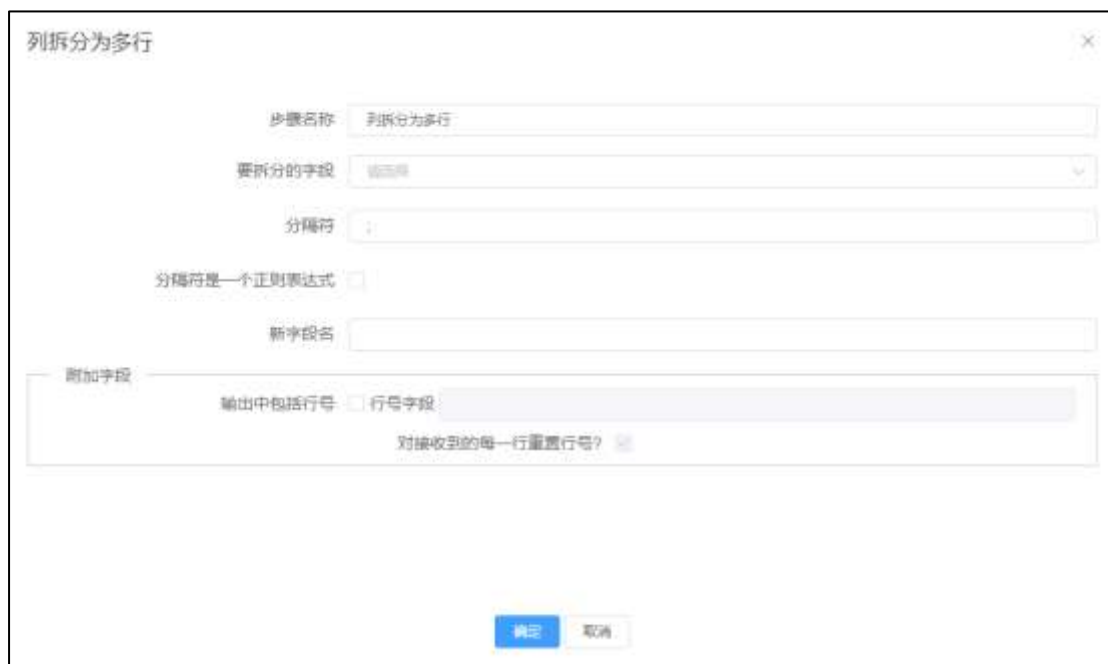 列拆分为多行
步骤名称 列拆分为多行
要拆分的字段 请选择
分隔符 ;
分隔符是一个正则表达式
新字段名
附加字段
输出中包括行号 行号字段
对接收到的每一行重置行号?
确定 取消